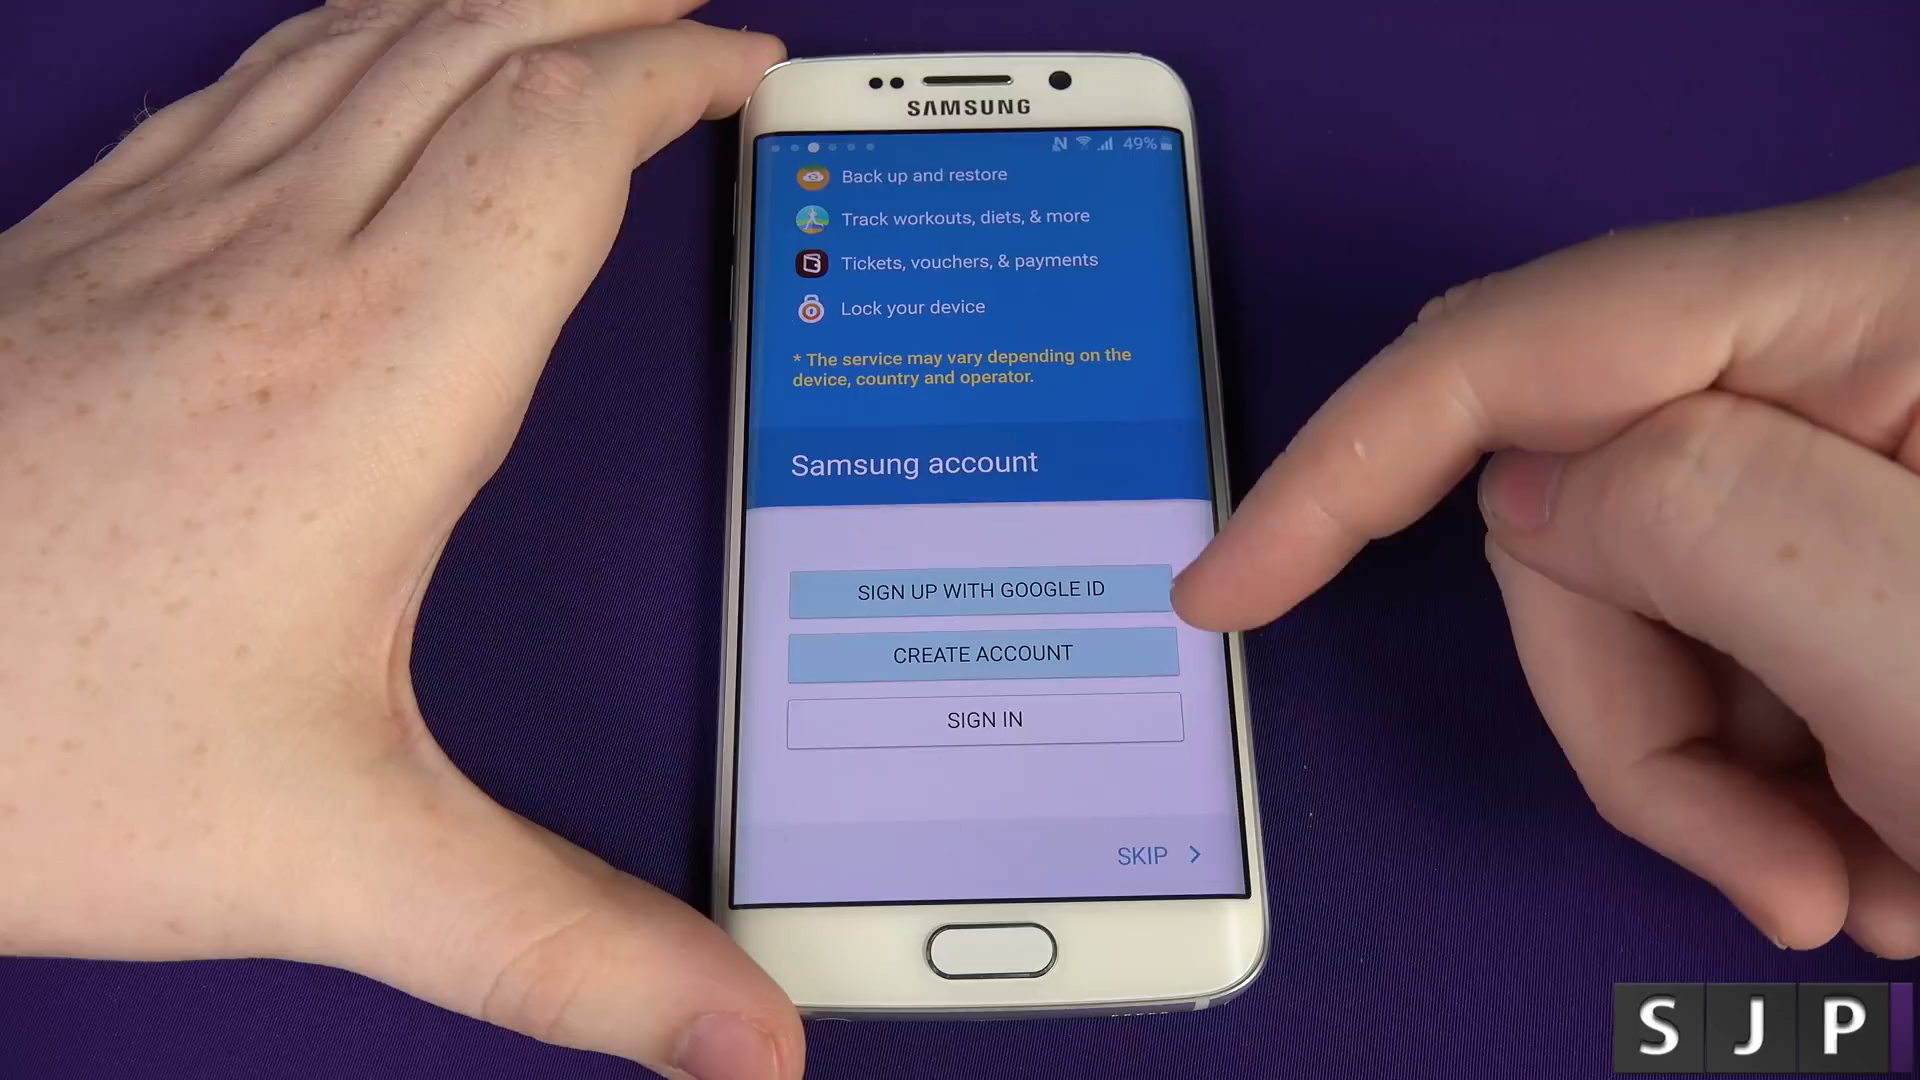 SAMSUNG
49%
Back up and restore
Track workouts, diets, & more
Tickets, vouchers, & payments
Lock your device
* The service may vary depending on the
device, country and operator.
Samsung account
SIGN UP WITH GOOGLE ID
CREATE ACCOUNT
SIGN IN
SKIP
SJP